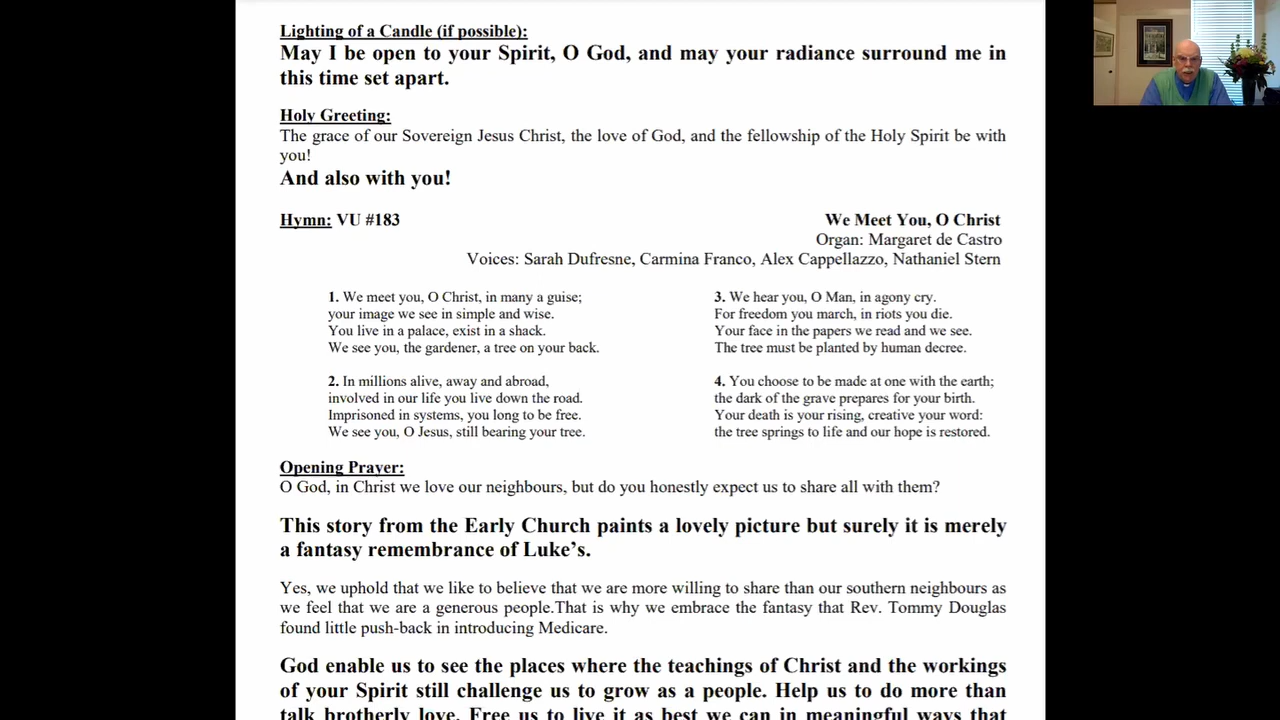 Lighting of a Candle (if possible):
May I be open to your Spirit, O God, and may your radiance surround me in
this time set apart.
Holy Greeting:
The grace of our Sovereign Jesus Christ, the love of God, and the fellowship of the Holy Spirit be with
you!
And also with you!
Hymn: VU #183
We Meet You, O Christ
Organ: Margaret de Castro
Voices: Sarah Dufresne, Carmina Franco, Alex Cappellazzo, Nathaniel Stern
1. We meet you, O Christ, in many a guise;
your image we see in simple and wise.
You live in a palace, exist in a shack.
We see you, the gardener, a tree on your back.
2. In millions alive, away and abroad,
involved in our life you live down the road.
Imprisoned in systems, you long to be free.
We see you, O Jesus, still bearing your tree.
3. We hear you, O Man, in agony cry.
For freedom you march, in riots you die.
Your face in the papers we read and we see.
The tree must be planted by human decree.
4. You choose to be made at one with the earth;
the dark of the grave prepares for your birth.
Your death is your rising, creative your word:
the tree springs to life and our hope is restored.
Opening Prayer:
O God, in Christ we love our neighbours, but do you honestly expect us to share all with them?
This story from the Early Church paints a lovely picture but surely it is merely
a fantasy remembrance of Luke's.
Yes, we uphold that we like to believe that we are more willing to share than our southern neighbours as
we feel that we are a generous people.That is why we embrace the fantasy that Rev. Tommy Douglas
found little push-back in introducing Medicare.
God enable us to see the places where the teachings of Christ and the workings
of your Spirit still challenge us to grow as a people. Help us to do more than
talk brotherly love. Free us to live it as best we can in meaningful ways that